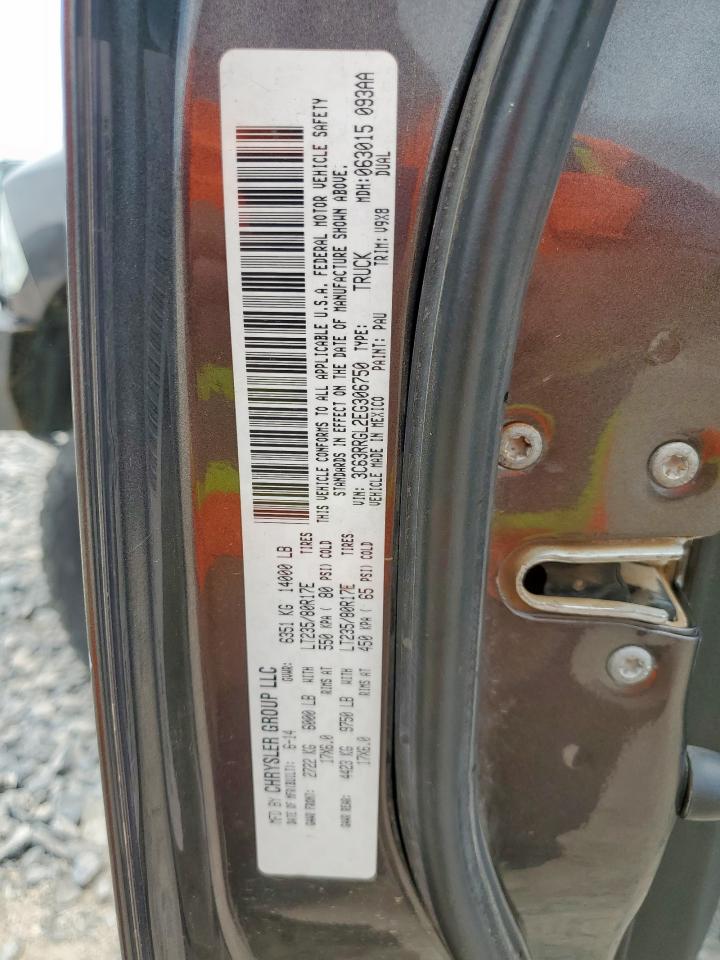 MFD BY CHRYSLER GROUP LLC
DATE OF MFR(BUILT): 6-14 GVWR: 6351 KG 14000 LB
GAWR FRONT: 2722 KG 6000 LB WITH LT235/80R17E TIRES
17X6.0 RIMS AT 550 KPA ( 80 PSI) COLD
GAWR REAR: 4423 KG 9750 LB WITH LT235/80R17E TIRES
17X6.0 RIMS AT 450 KPA ( 65 PSI) COLD
THIS VEHICLE CONFORMS TO ALL APPLICABLE U.S.A. FEDERAL MOTOR VEHICLE SAFETY
STANDARDS IN EFFECT ON THE DATE OF MANUFACTURE SHOWN ABOVE.
VIN: 3C63RRGL2EG306750 TYPE: TRUCK MDH:063015 093AA
VEHICLE MADE IN MEXICO PAINT: PAU TRIM: V9X8 DUAL